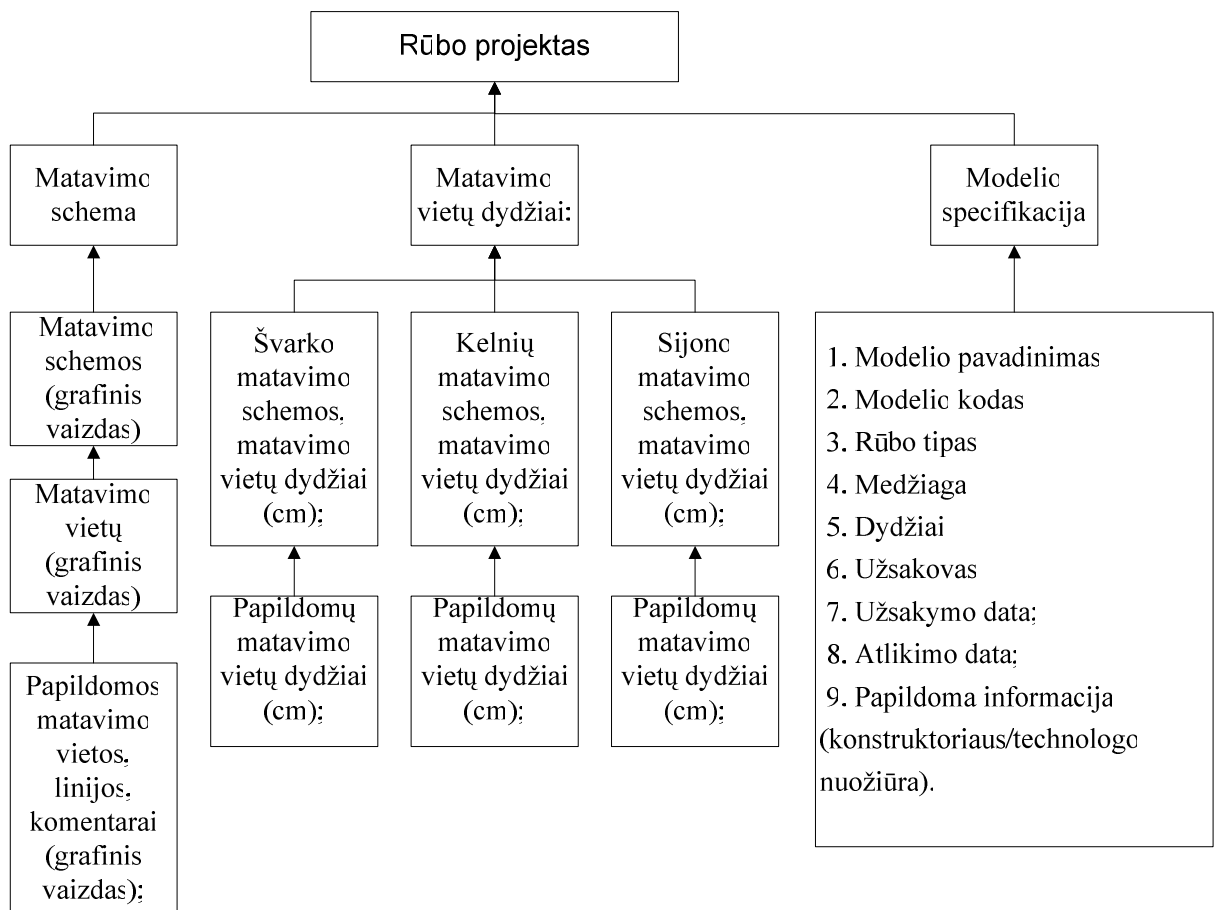 Rūbo projektas
Matavimo
schema
Matavimo
vietų dydžiai:
Modelio
specifikacija
Matavimo
schemos
(grafinis
vaizdas)
Matavimo
vietų
(grafinis
vaizdas)
Papildomos
matavimo
vietos,
linijos,
komentarai
(grafinis
vaizdas);
Švarko
matavimo
schemos,
matavimo
vietų dydžiai
(cm);
Papildomų
matavimo
vietų dydžiai
(cm);
Kelnių
matavimo
schemos,
matavimo
vietų dydžiai
(cm);
Papildomų
matavimo
vietų dydžiai
(cm);
Sijono
matavimo
schemos,
matavimo
vietų dydžiai
(cm);
Papildomų
matavimo
vietų dydžiai
(cm);
1. Modelio pavadinimas
2. Modelio kodas
3. Rūbo tipas
4. Medžiaga
5. Dydžiai
6. Užsakovas
7. Užsakymo data;
8. Atlikimo data;
9. Papildoma informacija
(konstruktoriaus/technologo
nuožiūra).